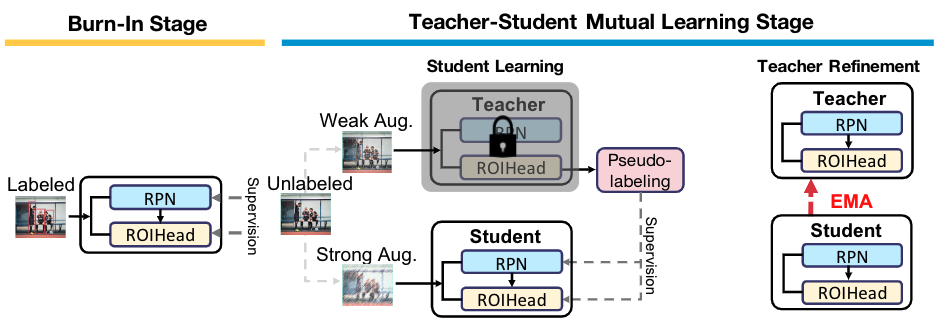 Burn-In Stage
Teacher-Student Mutual Learning Stage
Student Learning
Teacher Refinement
Labeled
RPN
ROIHead
Supervision
Unlabeled
Weak Aug.
Strong Aug.
Teacher
RPN
ROIHead
Pseudo-
labeling
Student
RPN
ROIHead
Supervision
Teacher
RPN
ROIHead
EMA
Student
RPN
ROIHead